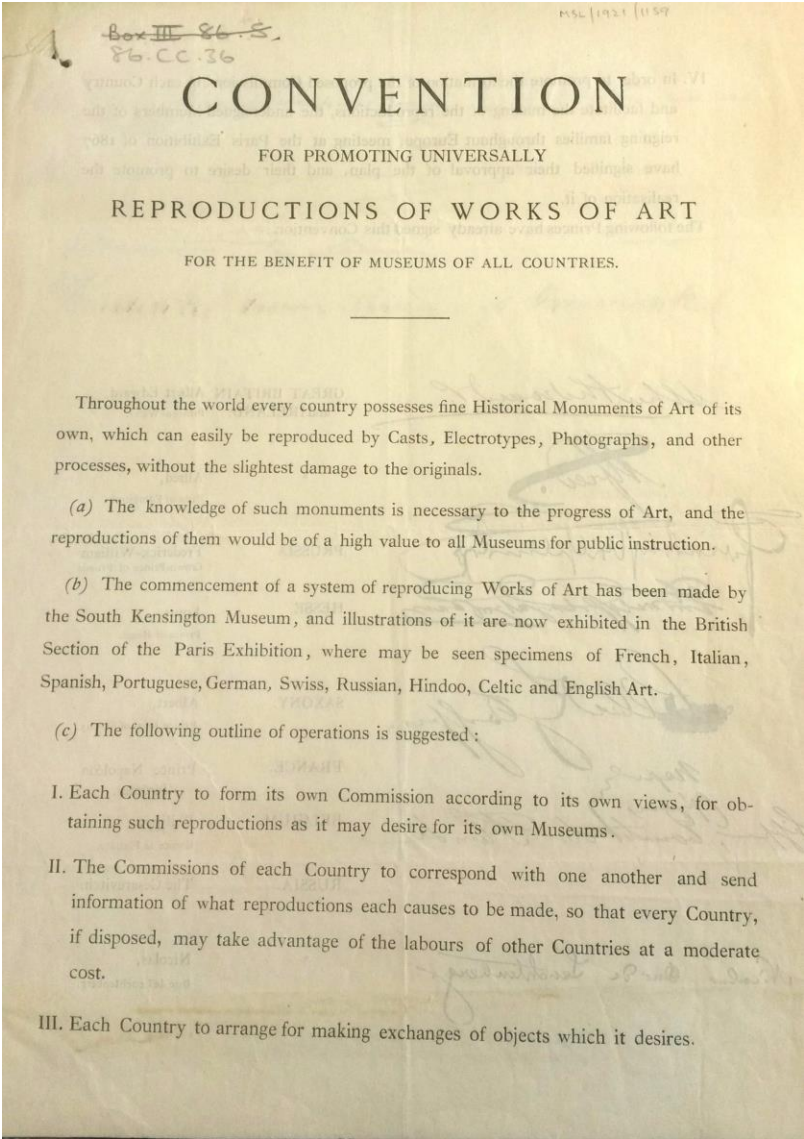 MSL/1921/1159
Box III 86.S.
86.CC.36
CONVENTION
FOR PROMOTING UNIVERSALLY
REPRODUCTIONS OF WORKS OF ART
FOR THE BENEFIT OF MUSEUMS OF ALL COUNTRIES.
Throughout the world every country possesses fine Historical Monuments of Art of its
own, which can easily be reproduced by Casts, Electrotypes, Photographs, and other
processes, without the slightest damage to the originals.
(a) The knowledge of such monuments is necessary to the progress of Art, and the
reproductions of them would be of a high value to all Museums for public instruction.
(b) The commencement of a system of reproducing Works of Art has been made by
the South Kensington Museum, and illustrations of it are now exhibited in the British
Section of the Paris Exhibition, where may be seen specimens of French, Italian,
Spanish, Portuguese, German, Swiss, Russian, Hindoo, Celtic and English Art.
(c) The following outline of operations is suggested :
I. Each Country to form its own Commission according to its own views, for ob-
taining such reproductions as it may desire for its own Museums.
II. The Commissions of each Country to correspond with one another and send
information of what reproductions each causes to be made, so that every Country,
if disposed, may take advantage of the labours of other Countries at a moderate
cost.
III. Each Country to arrange for making exchanges of objects which it desires.